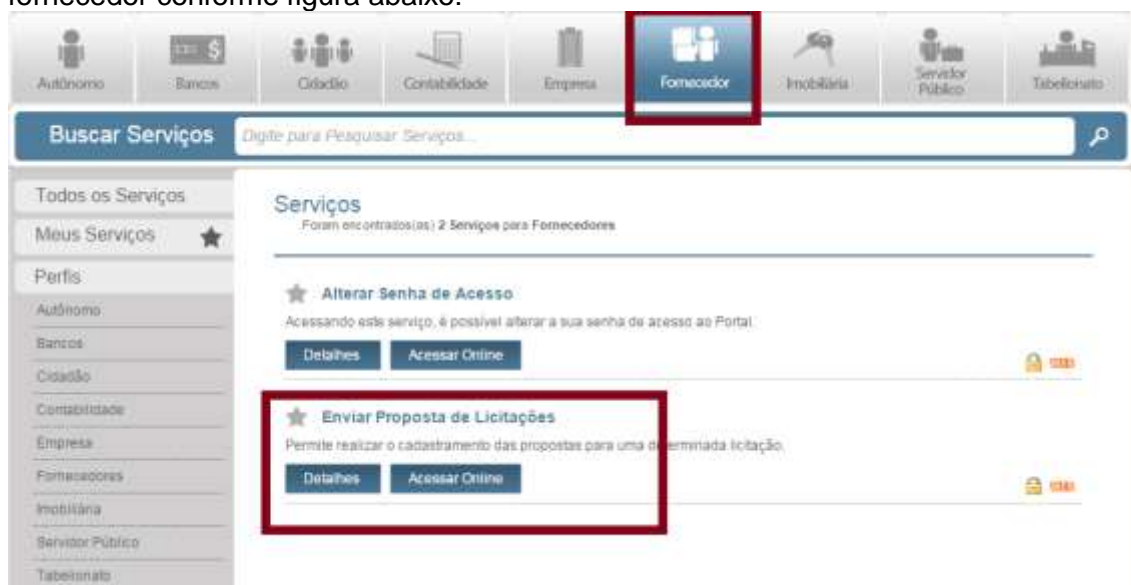 fornecedor conforme figura abaixo:
Autônomo Bancos Cidadão Contabilidade Empresa Fornecedor Imobiliária Servidor Público Tabelionato
Buscar Serviços Digite para Pesquisar Serviços...
Todos os Serviços
Meus Serviços
Perfis
Autônomo
Bancos
Cidadão
Contabilidade
Empresa
Fornecedores
Imobiliária
Servidor Público
Tabelionato
Serviços
Foram encontrados(as) 2 Serviços para Fornecedores
Alterar Senha de Acesso
Acessando este serviço, é possível alterar a sua senha de acesso ao Portal.
Detalhes Acessar Online
Enviar Proposta de Licitações
Permite realizar o cadastramento das propostas para uma determinada licitação.
Detalhes Acessar Online